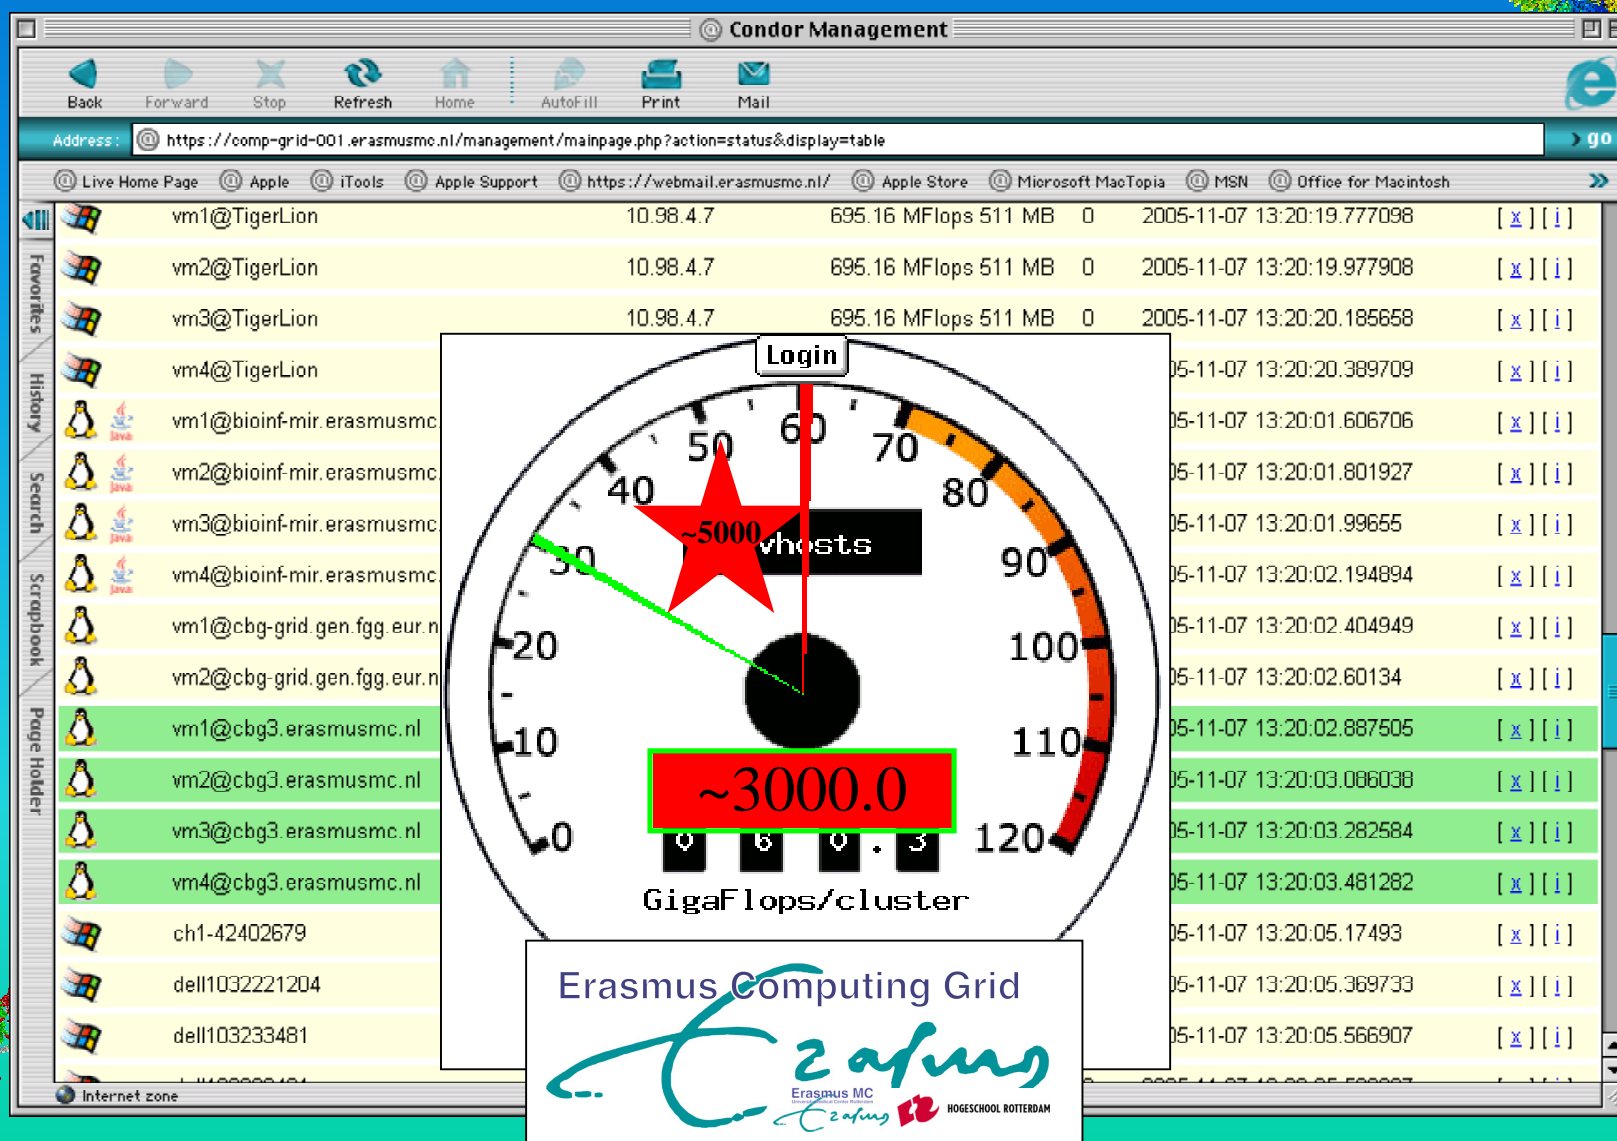 Condor Management
Back Forward Stop Refresh Home AutoFill Print Mail
Address: https://comp-grid-001.erasmusmc.nl/management/mainpage.php?action=status&display=table go
Live Home Page Apple iTools Apple Support https://webmail.erasmusmc.nl/ Apple Store Microsoft MacTopia MSN Office for Macintosh
Favorites
History
Search
Scrapbook
Page Holder
vm1@TigerLion 10.98.4.7 695.16 MFlops 511 MB 0 2005-11-07 13:20:19.777098 [ x ] [ i ]
vm2@TigerLion 10.98.4.7 695.16 MFlops 511 MB 0 2005-11-07 13:20:19.977908 [ x ] [ i ]
vm3@TigerLion 10.98.4.7 695.16 MFlops 511 MB 0 2005-11-07 13:20:20.185658 [ x ] [ i ]
vm4@TigerLion 05-11-07 13:20:20.389709 [ x ] [ i ]
Java vm1@bioinf-mir.erasmusmc. 05-11-07 13:20:01.606706 [ x ] [ i ]
Java vm2@bioinf-mir.erasmusmc. 05-11-07 13:20:01.801927 [ x ] [ i ]
Java vm3@bioinf-mir.erasmusmc. 05-11-07 13:20:01.99655 [ x ] [ i ]
Java vm4@bioinf-mir.erasmusmc. 05-11-07 13:20:02.194894 [ x ] [ i ]
vm1@cbg-grid.gen.fgg.eur.n 05-11-07 13:20:02.404949 [ x ] [ i ]
vm2@cbg-grid.gen.fgg.eur.n 05-11-07 13:20:02.60134 [ x ] [ i ]
vm1@cbg3.erasmusmc.nl 05-11-07 13:20:02.887505 [ x ] [ i ]
vm2@cbg3.erasmusmc.nl 05-11-07 13:20:03.086038 [ x ] [ i ]
vm3@cbg3.erasmusmc.nl 05-11-07 13:20:03.282584 [ x ] [ i ]
vm4@cbg3.erasmusmc.nl 05-11-07 13:20:03.481282 [ x ] [ i ]
ch1-42402679 05-11-07 13:20:05.17493 [ x ] [ i ]
dell1032221204 05-11-07 13:20:05.369733 [ x ] [ i ]
dell103233481 05-11-07 13:20:05.566907 [ x ] [ i ]
Internet zone
Login
0 10 20 30 40 50 60 70 80 90 100 110 120
~5000
vhosts
~3000.0
0 6 0 . 3
GigaFlops/cluster
Erasmus Computing Grid
Erasmus
Erasmus MC
Erasmus
HOGESCHOOL ROTTERDAM